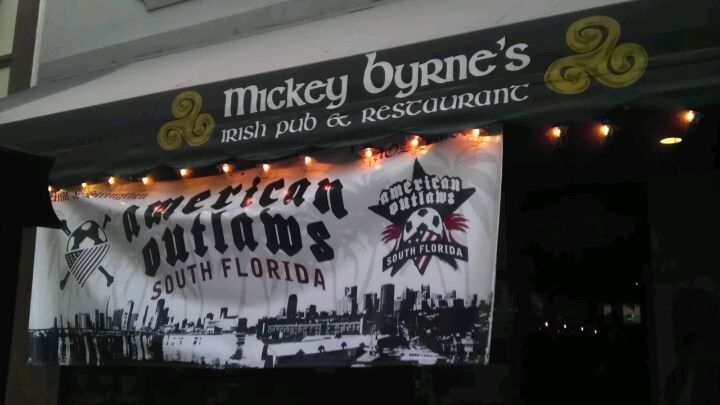 Mickey Byrne's
Irish Pub & Restaurant
american
outlaws
SOUTH FLORIDA
american
outlaws
SOUTH FLORIDA